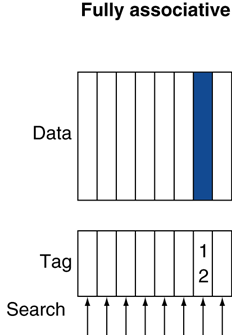 Fully associative
Data
Tag
1
2
Search